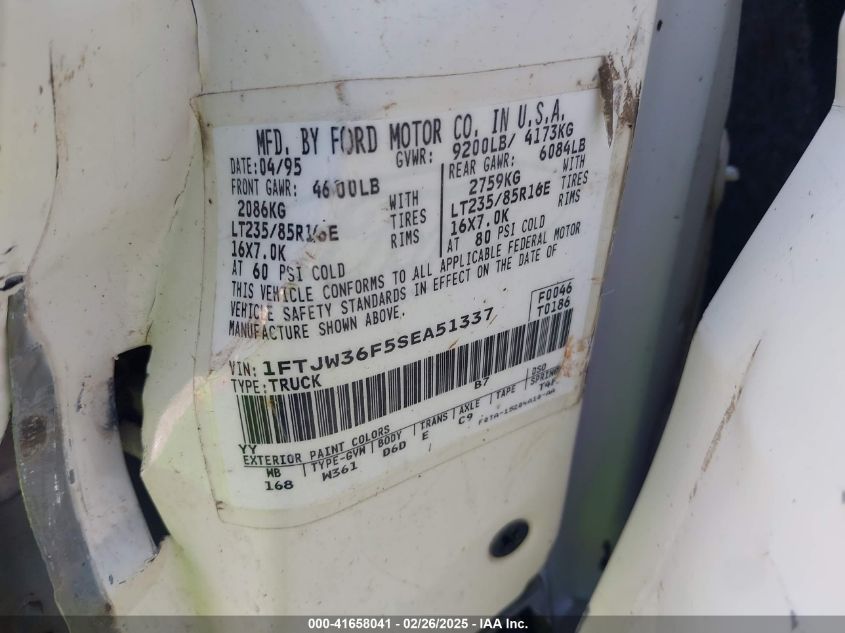 MFD. BY FORD MOTOR CO. IN U.S.A.
DATE: 04/95 GVWR: 9200LB/ 4173KG
FRONT GAWR: 4600LB REAR GAWR: 6084LB
2086KG WITH 2759KG WITH
LT235/85R16E TIRES LT235/85R16E TIRES
16X7.0K RIMS 16X7.0K RIMS
AT 60 PSI COLD AT 80 PSI COLD
THIS VEHICLE CONFORMS TO ALL APPLICABLE FEDERAL MOTOR
VEHICLE SAFETY STANDARDS IN EFFECT ON THE DATE OF
MANUFACTURE SHOWN ABOVE.
F0046
T0186
VIN: 1FTJW36F5SEA51337
TYPE: TRUCK
B7
YY
EXTERIOR PAINT COLORS DSO
WB TYPE-GVW BODY TRANS AXLE TAPE SPRING
168 W361 D6D E C9 T4F
000-41658041 / 02/26/2025 - IAA Inc.